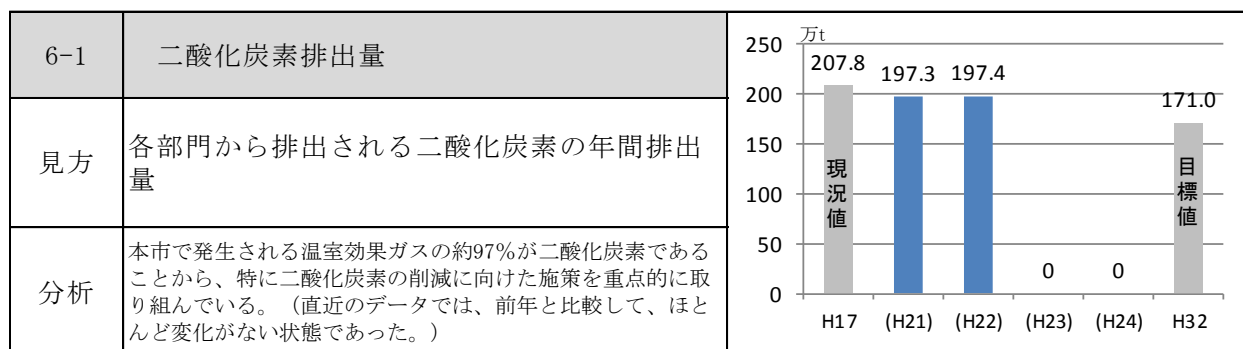 6-1 二酸化炭素排出量
見方 各部門から排出される二酸化炭素の年間排出
量
分析 本市で発生される温室効果ガスの約97%が二酸化炭素であ
ることから、特に二酸化炭素の削減に向けた施策を重点的に取
り組んでいる。（直近のデータでは、前年と比較して、ほと
んど変化がない状態であった。）
万t
250
200
150
100
50
0
207.8 197.3 197.4 0 0 171.0
現況値
目標値
H17 (H21) (H22) (H23) (H24) H32